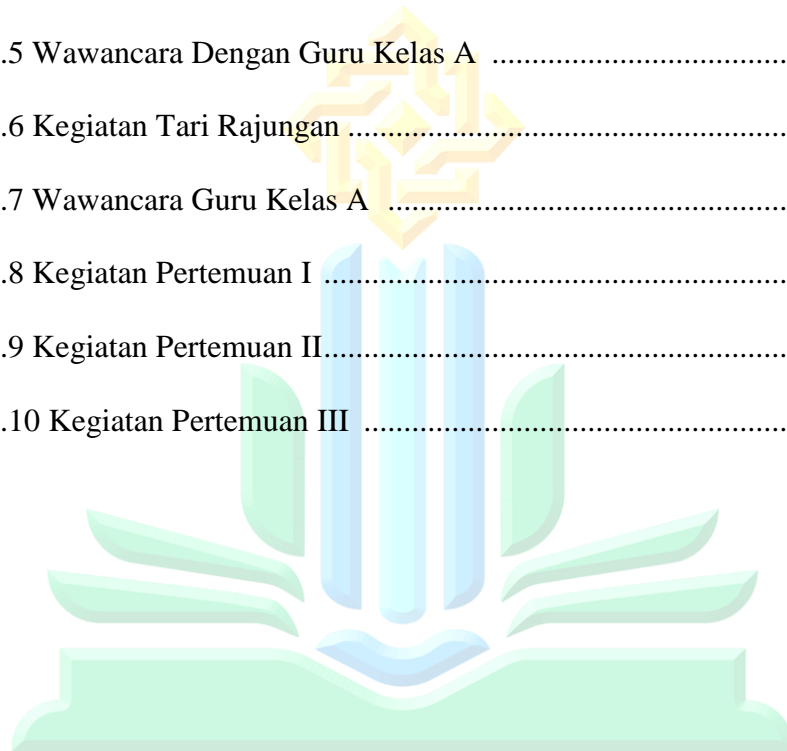 .5 Wawancara Dengan Guru Kelas A ....................................
.6 Kegiatan Tari Rajungan ......................................................
.7 Wawancara Guru Kelas A .................................................
.8 Kegiatan Pertemuan I .........................................................
.9 Kegiatan Pertemuan II.........................................................
.10 Kegiatan Pertemuan III ....................................................